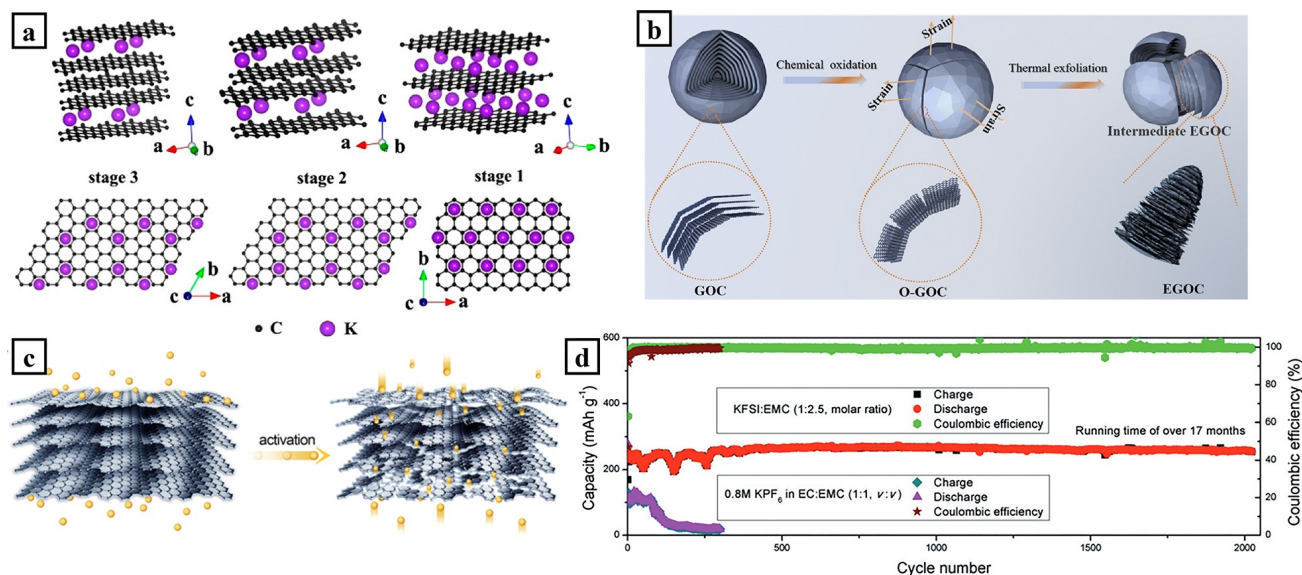 a
c
a
b
c
a
b
c
a
b
stage 3
stage 2
stage 1
b
c
a
b
c
a
C
K
b
Chemical oxidation
Strain
Strain
Strain
Thermal exfoliation
Intermediate EGOC
GOC
O-GOC
EGOC
c
activation
d
600
400
200
0
Capacity (mAh g⁻¹)
KFSI:EMC (1:2.5, molar ratio)
Charge
Discharge
Coulombic efficiency
Running time of over 17 months
0.8M KPF₆ in EC:EMC (1:1, v:v)
Charge
Discharge
Coulombic efficiency
100
80
60
40
20
0
Coulombic efficiency (%)
0
500
1000
1500
2000
Cycle number